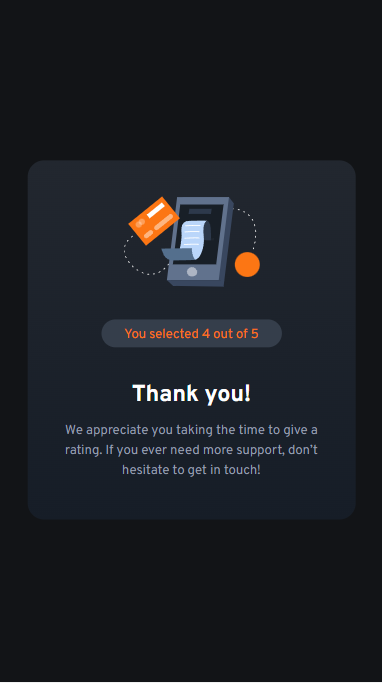 You selected 4 out of 5
Thank you!
We appreciate you taking the time to give a
rating. If you ever need more support, don’t
hesitate to get in touch!